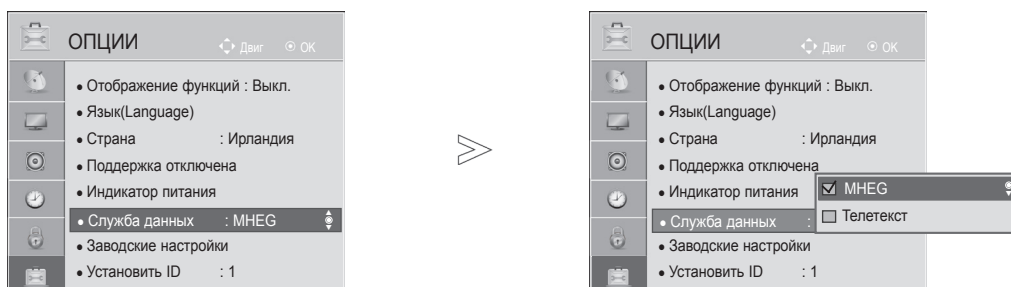 ОПЦИИ
Двиг
OK
• Отображение функций : Выкл.
• Язык(Language)
• Страна : Ирландия
• Поддержка отключена
• Индикатор питания
• Служба данных : MHEG
• Заводские настройки
• Установить ID : 1
ОПЦИИ
Двиг
OK
• Отображение функций : Выкл.
• Язык(Language)
• Страна : Ирландия
• Поддержка отключена
• Индикатор питания
• Служба данных :
MHEG
Телетекст
• Заводские настройки
• Установить ID : 1